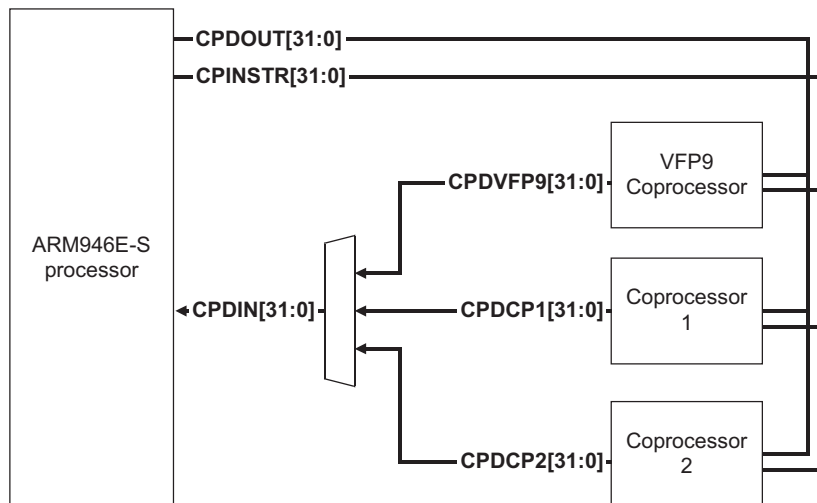 CPDOUT[31:0]
CPINSTR[31:0]
VFP9
Coprocessor
CPDVFP9[31:0]
ARM946E-S
processor
CPDIN[31:0]
CPDCP1[31:0]
Coprocessor
1
CPDCP2[31:0]
Coprocessor
2